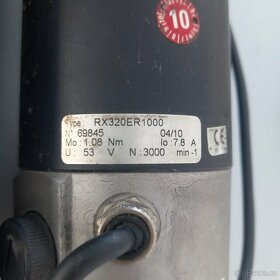 10
Type: RX320ER1000
N° 69845 04/10
Mo: 1.08 Nm Io: 7.8 A
U: 53 V N: 3000 min-1
CE